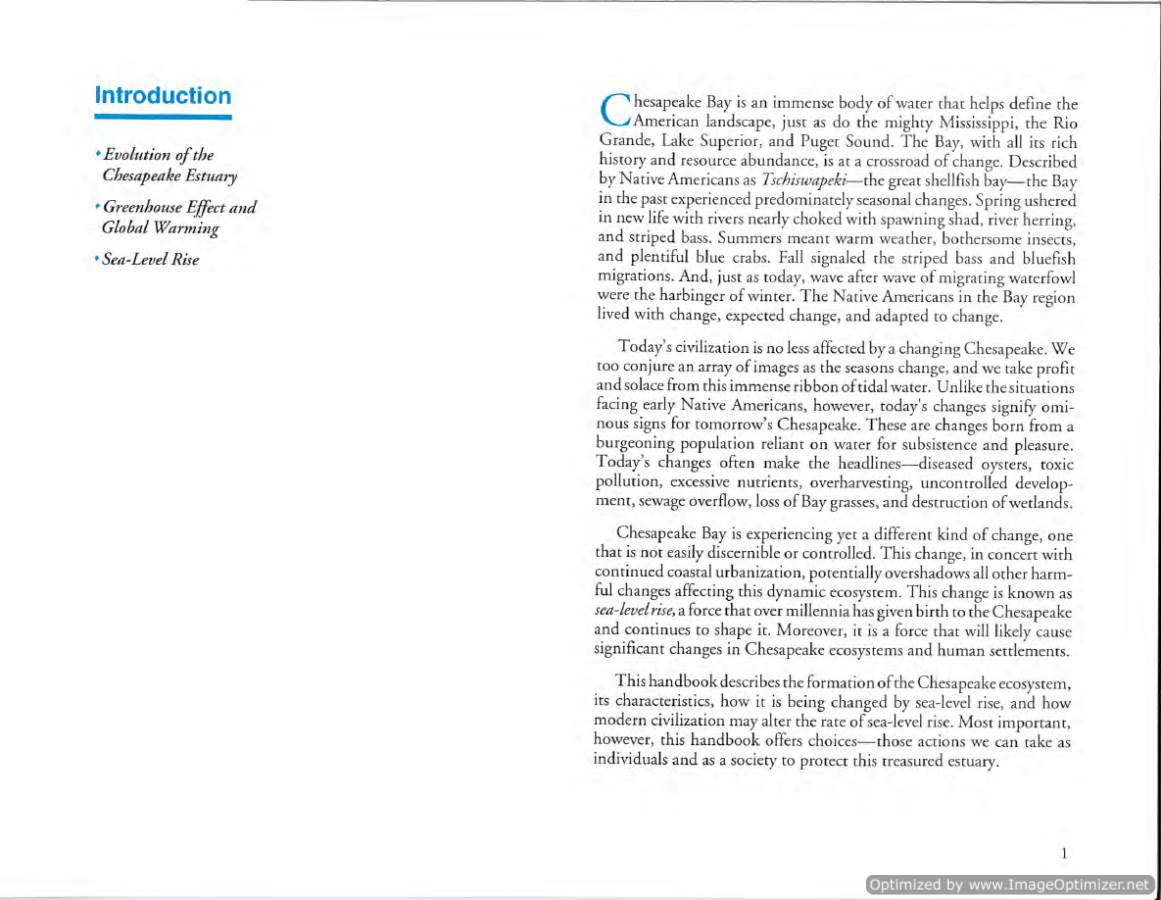 Introduction
• Evolution of the
Chesapeake Estuary
• Greenhouse Effect and
Global Warming
• Sea-Level Rise
Chesapeake Bay is an immense body of water that helps define the
American landscape, just as do the mighty Mississippi, the Rio
Grande, Lake Superior, and Puget Sound. The Bay, with all its rich
history and resource abundance, is at a crossroad of change. Described
by Native Americans as Tschiswapeki—the great shellfish bay—the Bay
in the past experienced predominately seasonal changes. Spring ushered
in new life with rivers nearly choked with spawning shad, river herring,
and striped bass. Summers meant warm weather, bothersome insects,
and plentiful blue crabs. Fall signaled the striped bass and bluefish
migrations. And, just as today, wave after wave of migrating waterfowl
were the harbinger of winter. The Native Americans in the Bay region
lived with change, expected change, and adapted to change.
Today's civilization is no less affected by a changing Chesapeake. We
too conjure an array of images as the seasons change, and we take profit
and solace from this immense ribbon of tidal water. Unlike the situations
facing early Native Americans, however, today's changes signify omi-
nous signs for tomorrow's Chesapeake. These are changes born from a
burgeoning population reliant on water for subsistence and pleasure.
Today's changes often make the headlines—diseased oysters, toxic
pollution, excessive nutrients, overharvesting, uncontrolled develop-
ment, sewage overflow, loss of Bay grasses, and destruction of wetlands.
Chesapeake Bay is experiencing yet a different kind of change, one
that is not easily discernible or controlled. This change, in concert with
continued coastal urbanization, potentially overshadows all other harm-
ful changes affecting this dynamic ecosystem. This change is known as
sea-level rise, a force that over millennia has given birth to the Chesapeake
and continues to shape it. Moreover, it is a force that will likely cause
significant changes in Chesapeake ecosystems and human settlements.
This handbook describes the formation of the Chesapeake ecosystem,
its characteristics, how it is being changed by sea-level rise, and how
modern civilization may alter the rate of sea-level rise. Most important,
however, this handbook offers choices—those actions we can take as
individuals and as a society to protect this treasured estuary.
1
Optimized by www.ImageOptimizer.net